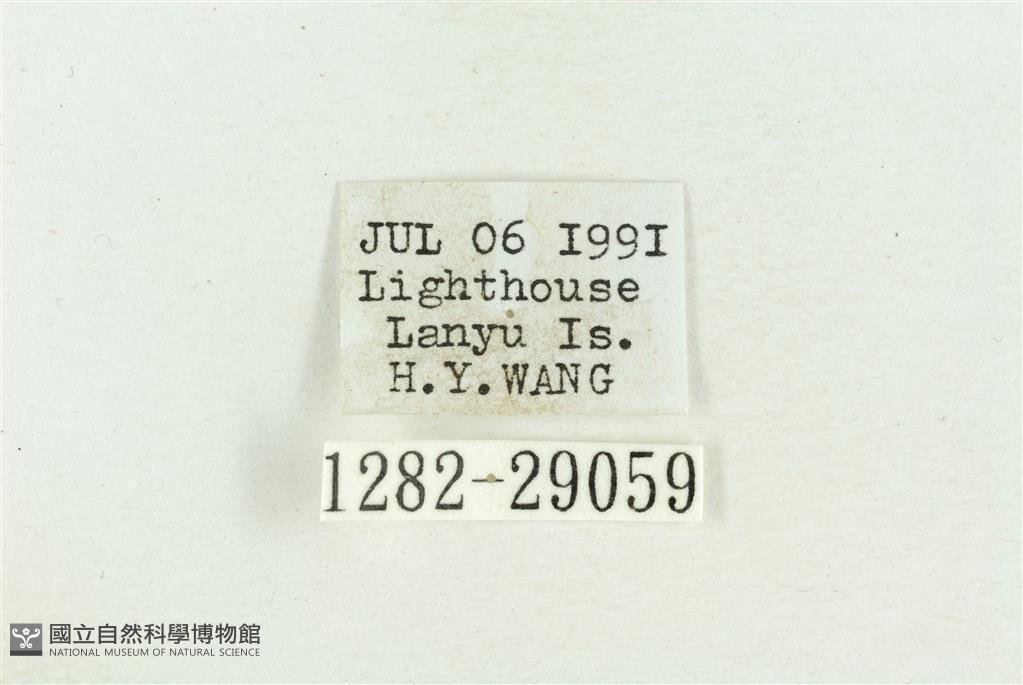 JUL 06 1991
Lighthouse
Lanyu Is.
H.Y.WANG
1282-29059
國立自然科學博物館
NATIONAL MUSEUM OF NATURAL SCIENCE